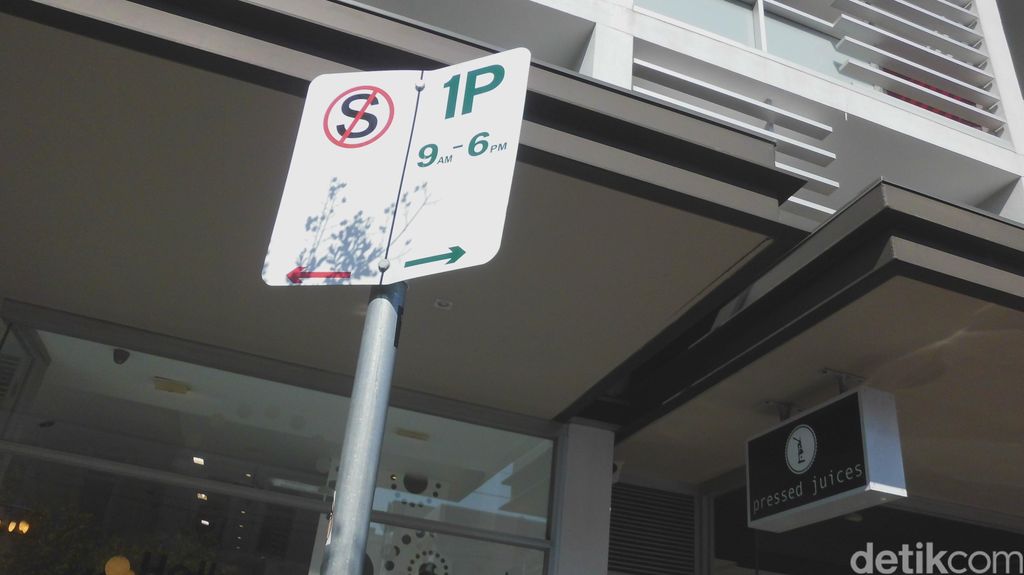 S
1P
9AM-6PM
pressed juices
detikcom